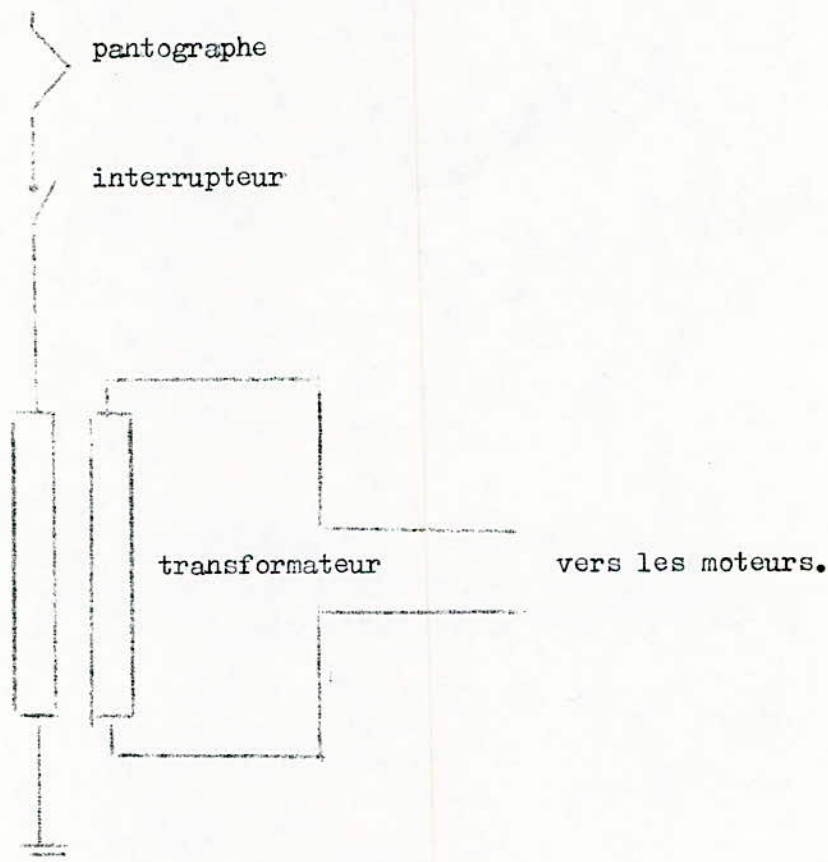 pantographe
interrupteur
transformateur
vers les moteurs.